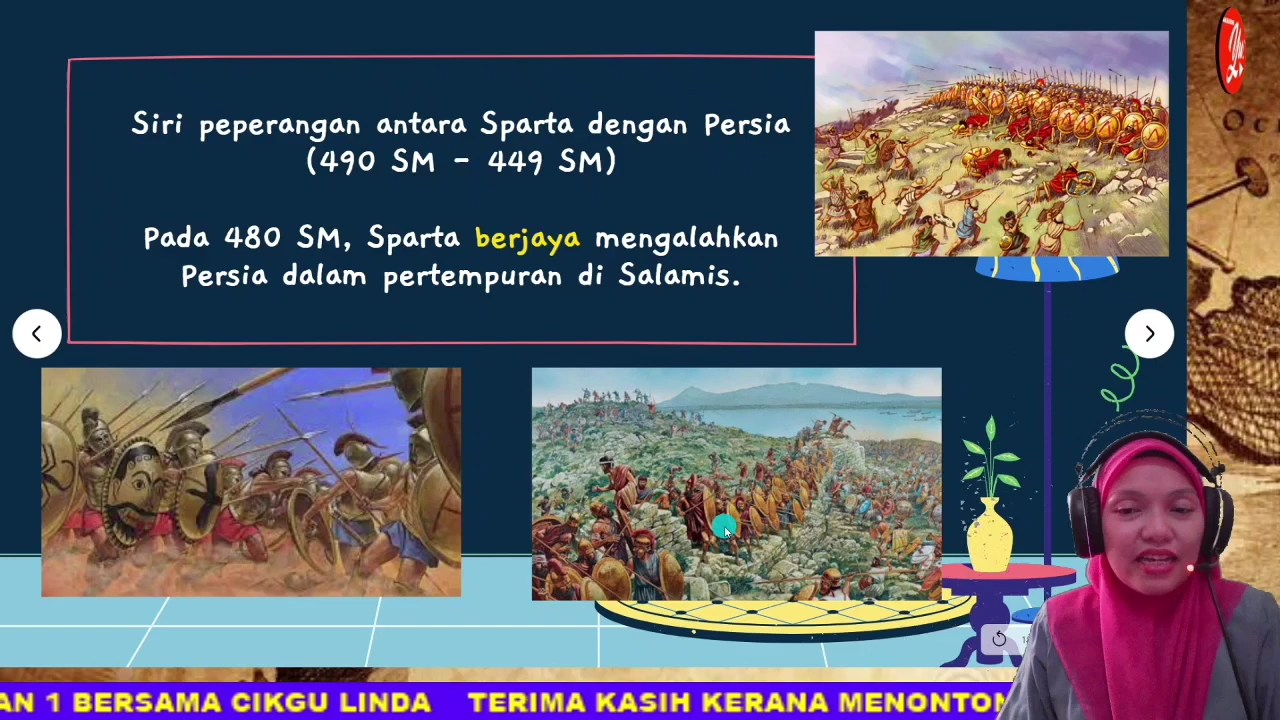 Siri peperangan antara Sparta dengan Persia
(490 SM - 449 SM)
Pada 480 SM, Sparta berjaya mengalahkan
Persia dalam pertempuran di Salamis.
AN 1 BERSAMA CIKGU LINDA TERIMA KASIH KERANA MENONTON